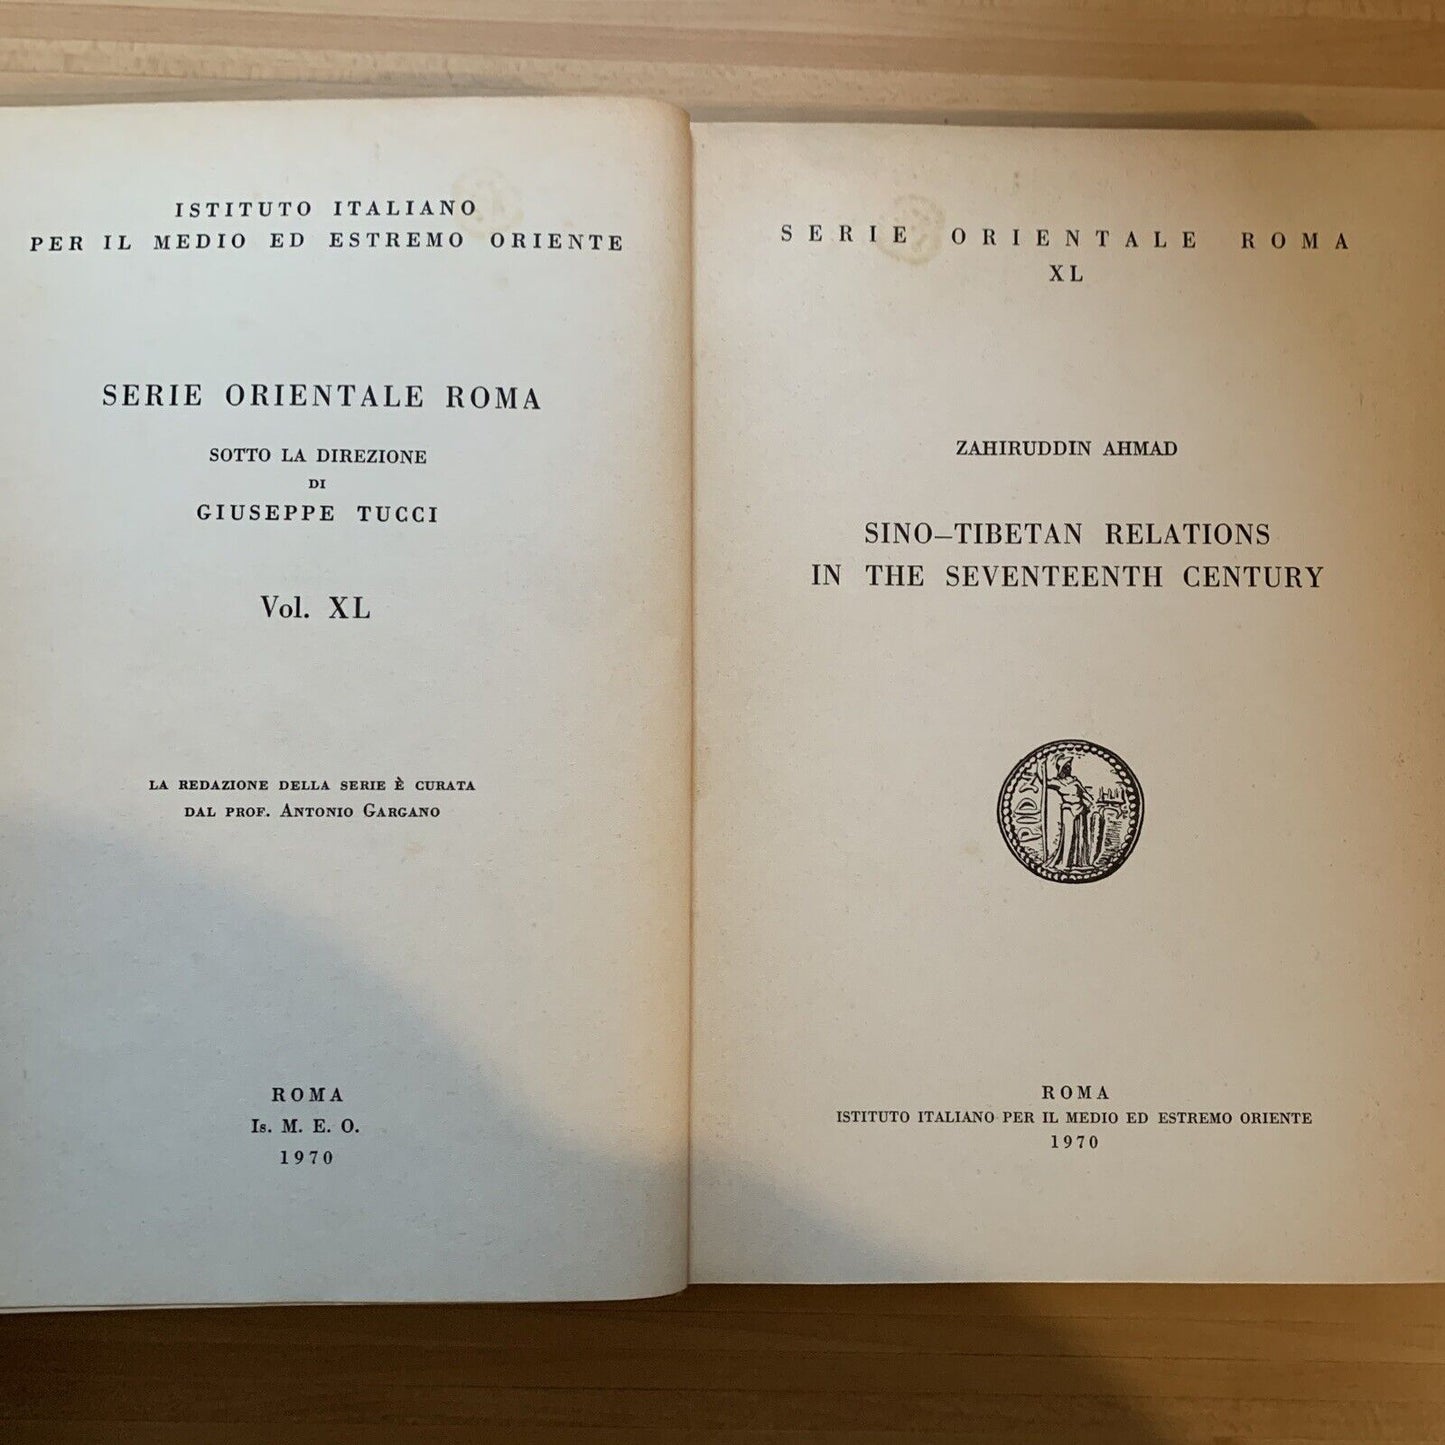 ISTITUTO ITALIANO
PER IL MEDIO ED ESTREMO ORIENTE
SERIE ORIENTALE ROMA
SOTTO LA DIREZIONE
DI
GIUSEPPE TUCCI
Vol. XL
LA REDAZIONE DELLA SERIE È CURATA
DAL PROF. ANTONIO GARGANO
ROMA
Is. M. E. O.
1970
SERIE ORIENTALE ROMA
XL
ZAHIRUDDIN AHMAD
SINO–TIBETAN RELATIONS
IN THE SEVENTEENTH CENTURY
ROMA
ISTITUTO ITALIANO PER IL MEDIO ED ESTREMO ORIENTE
1970